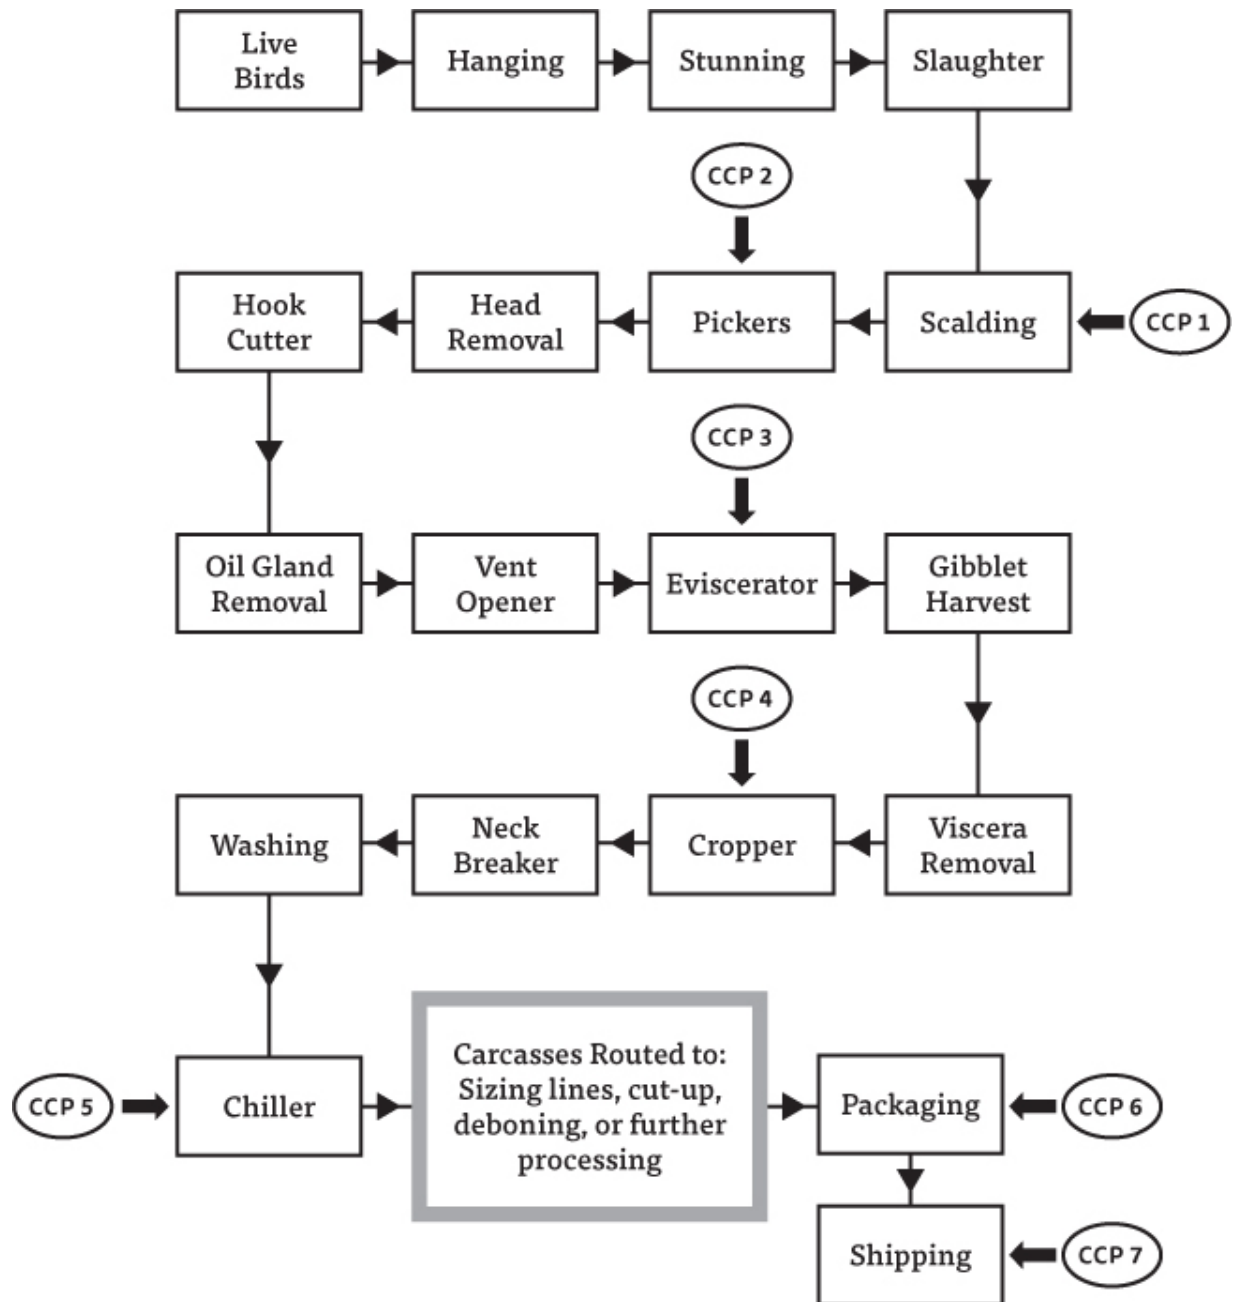 Live
Birds
Hanging
Stunning
Slaughter
CCP 2
Hook
Cutter
Head
Removal
Pickers
Scalding
CCP 1
CCP 3
Oil Gland
Removal
Vent
Opener
Eviscerator
Gibblet
Harvest
CCP 4
Washing
Neck
Breaker
Cropper
Viscera
Removal
CCP 5
Chiller
Carcasses Routed to:
Sizing lines, cut-up,
deboning, or further
processing
Packaging
CCP 6
Shipping
CCP 7